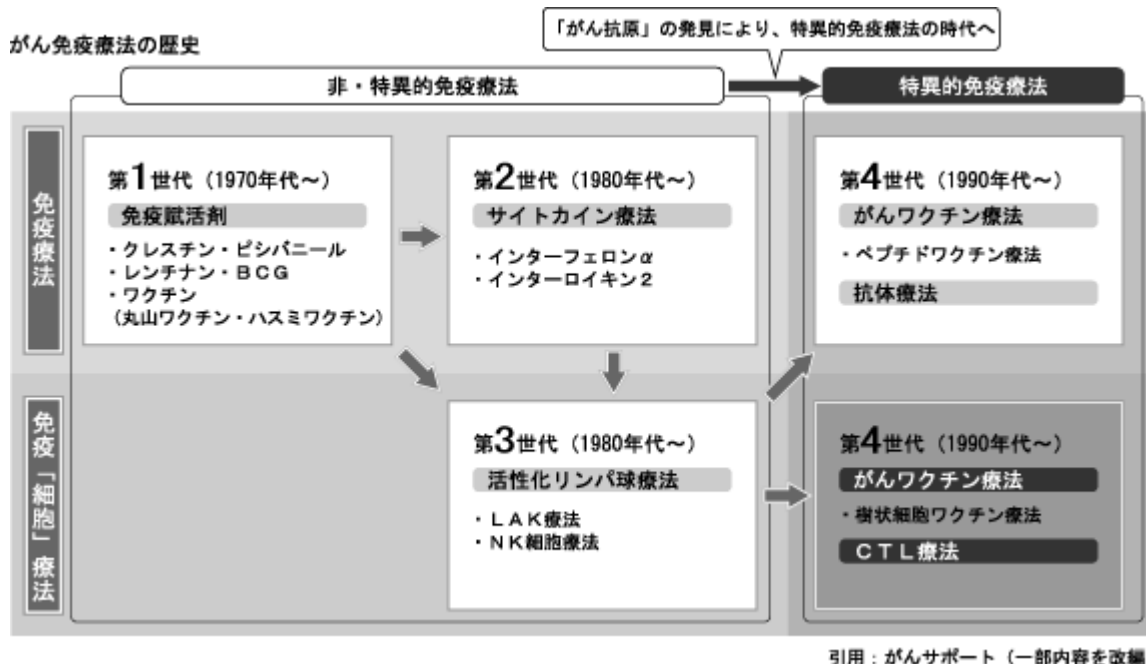 がん免疫療法の歴史
「がん抗原」の発見により、特異的免疫療法の時代へ
非・特異的免疫療法
特異的免疫療法
免疫療法
第1世代（1970年代～）
免疫賦活剤
・クレスチン・ピシバニール
・レンチナン・ＢＣＧ
・ワクチン
（丸山ワクチン・ハスミワクチン）
第2世代（1980年代～）
サイトカイン療法
・インターフェロンα
・インターロイキン２
第4世代（1990年代～）
がんワクチン療法
・ペプチドワクチン療法
抗体療法
免疫「細胞」療法
第3世代（1980年代～）
活性化リンパ球療法
・ＬＡＫ療法
・ＮＫ細胞療法
第4世代（1990年代～）
がんワクチン療法
・樹状細胞ワクチン療法
ＣＴＬ療法
引用：がんサポート（一部内容を改編